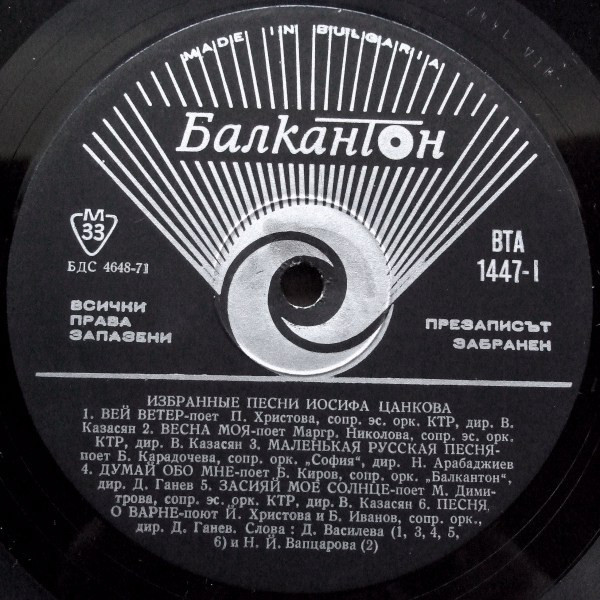 MADE IN BULGARIA
Балкантон
М
33
БДС 4648-71
ВСИЧКИ
ПРАВА
ЗАПАЗЕНИ
ВТА
1447-I
ПРЕЗАПИСЪТ
ЗАБРАНЕН
ИЗБРАННЫЕ ПЕСНИ ИОСИФА ЦАНКОВА
1. ВЕЙ ВЕТЕР-поет П. Христова, сопр. эс. орк. КТР, дир. В.
Казасян 2. ВЕСНА МОЯ-поет Маргр. Николова, сопр. эс. орк.
КТР, дир. В. Казасян 3. МАЛЕНЬКАЯ РУССКАЯ ПЕСНЯ-
поет Б. Карадочева, сопр. орк. „София", дир. Н. Арабаджиев
4. ДУМАЙ ОБО МНЕ-поет Б. Киров, сопр. орк. „Балкантон",
дир. Д. Ганев 5. ЗАСИЯЙ МОЕ СОЛНЦЕ-поет М. Дими-
трова, сопр. эс. орк. КТР, дир. В. Казасян 6. ПЕСНЯ
О ВАРНЕ-поют Й. Христова и Б. Иванов, сопр. орк.,
дир. Д. Ганев. Слова : Д. Василева (1, 3, 4, 5,
6) и Н. Й. Вапцарова (2)